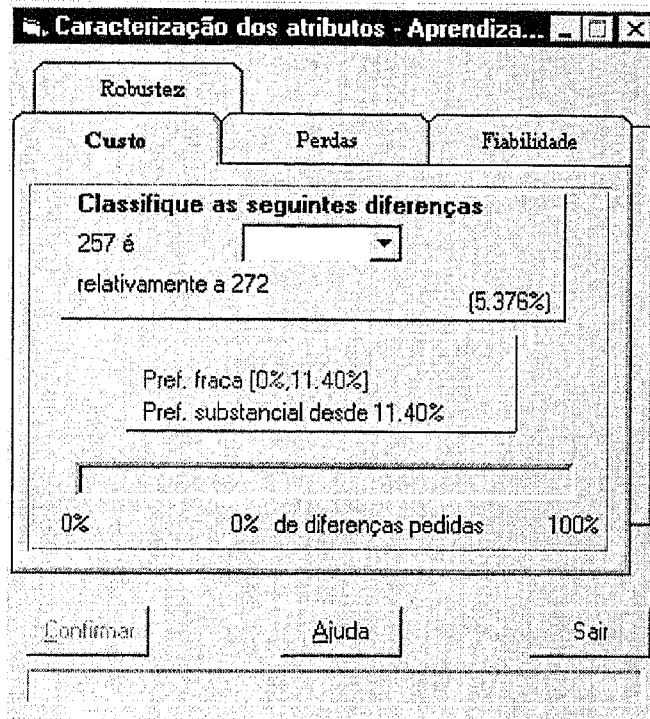 Caracterização dos atributos - Aprendiza...
Robustez
Custo Perdas Fiabilidade
Classifique as seguintes diferenças
257 é
relativamente a 272
(5.376%)
Pref. fraca [0%,11.40%]
Pref. substancial desde 11.40%
0% 0% de diferenças pedidas 100%
Confirmar Ajuda Sair